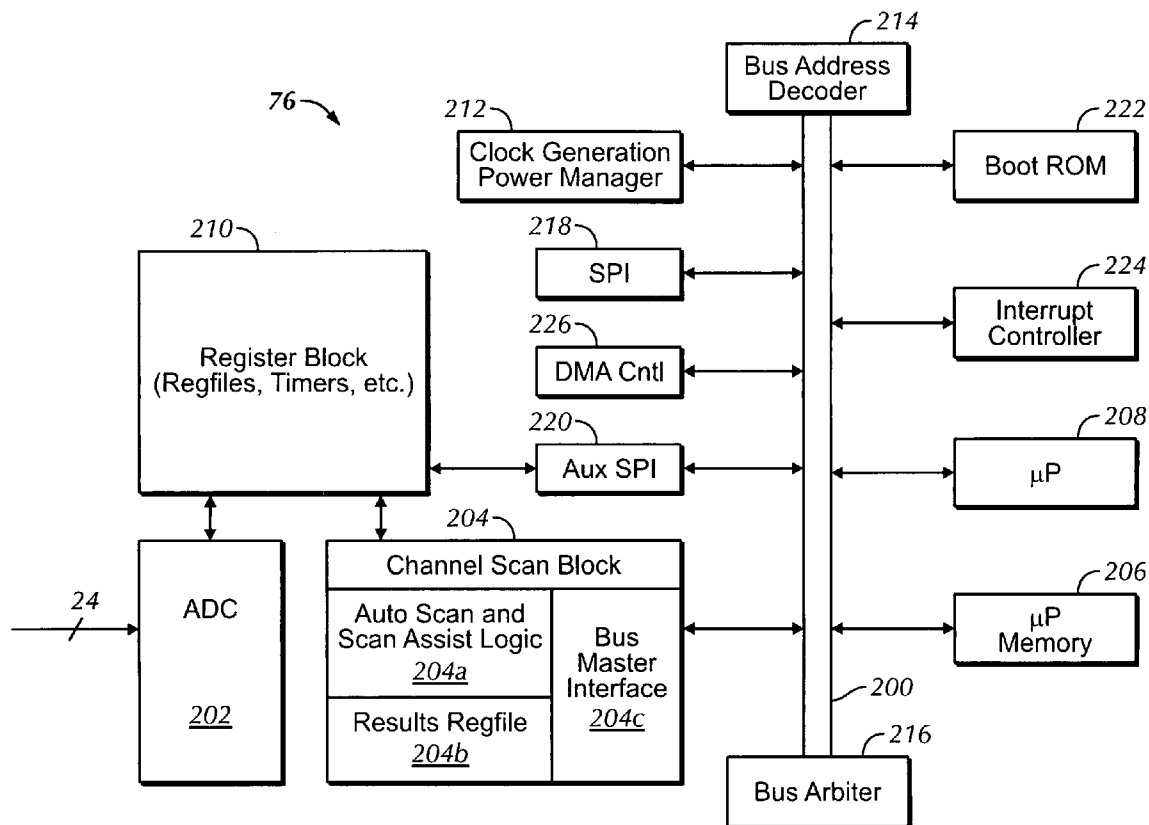 214
Bus Address
Decoder
76
212
Clock Generation
Power Manager
222
Boot ROM
210
Register Block
(Regfiles, Timers, etc.)
218
SPI
224
Interrupt
Controller
226
DMA Cntl
220
Aux SPI
208
µP
204
Channel Scan Block
24
ADC
202
Auto Scan and
Scan Assist Logic
204a
Results Regfile
204b
Bus
Master
Interface
204c
206
µP
Memory
200
216
Bus Arbiter